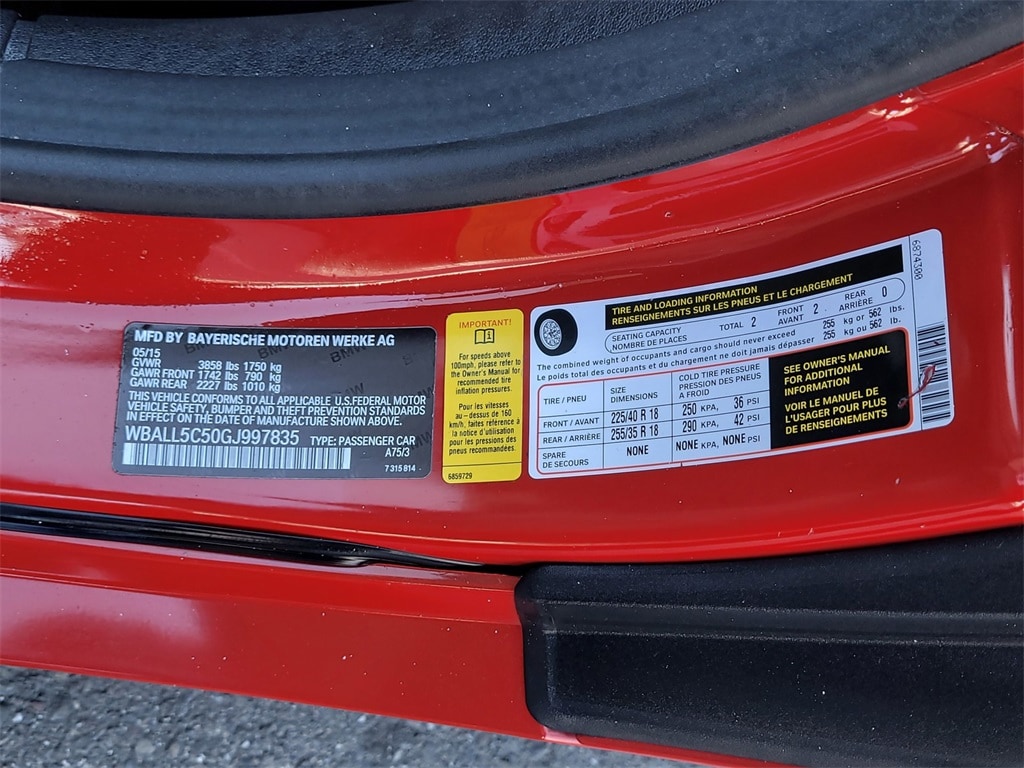 MFD BY BAYERISCHE MOTOREN WERKE AG
05/15
GVWR 3858 lbs 1750 kg
GAWR FRONT 1742 lbs 790 kg
GAWR REAR 2227 lbs 1010 kg
THIS VEHICLE CONFORMS TO ALL APPLICABLE U.S.FEDERAL MOTOR
VEHICLE SAFETY, BUMPER AND THEFT PREVENTION STANDARDS
IN EFFECT ON THE DATE OF MANUFACTURE SHOWN ABOVE.
WBALL5C50GJ997835 TYPE: PASSENGER CAR
A75/3
7 315 814
IMPORTANT!
For speeds above
100mph, please refer to
the Owner's Manual for
recommended tire
inflation pressures.
Pour les vitesses
au-dessus de 160
km/h, faites référence à
la notice d'utilisation
pour les pressions des
pneus recommendées.
6859729
TIRE AND LOADING INFORMATION
RENSEIGNEMENTS SUR LES PNEUS ET LE CHARGEMENT
SEATING CAPACITY
NOMBRE DE PLACES
TOTAL 2
FRONT
AVANT 2
REAR
ARRIÈRE 0
The combined weight of occupants and cargo should never exceed 255 kg or 562 lbs.
Le poids total des occupants et du chargement ne doit jamais dépasser 255 kg ou 562 lb.
TIRE / PNEU
SIZE
DIMENSIONS
COLD TIRE PRESSURE
PRESSION DES PNEUS
A FROID
FRONT / AVANT 225/40 R 18 250 KPA, 36 PSI
REAR / ARRIÈRE 255/35 R 18 290 KPA, 42 PSI
SPARE
DE SECOURS
NONE NONE KPA, NONE PSI
SEE OWNER'S MANUAL
FOR ADDITIONAL
INFORMATION
VOIR LE MANUEL DE
L'USAGER POUR PLUS
DE RENSEIGNEMENTS
6874300